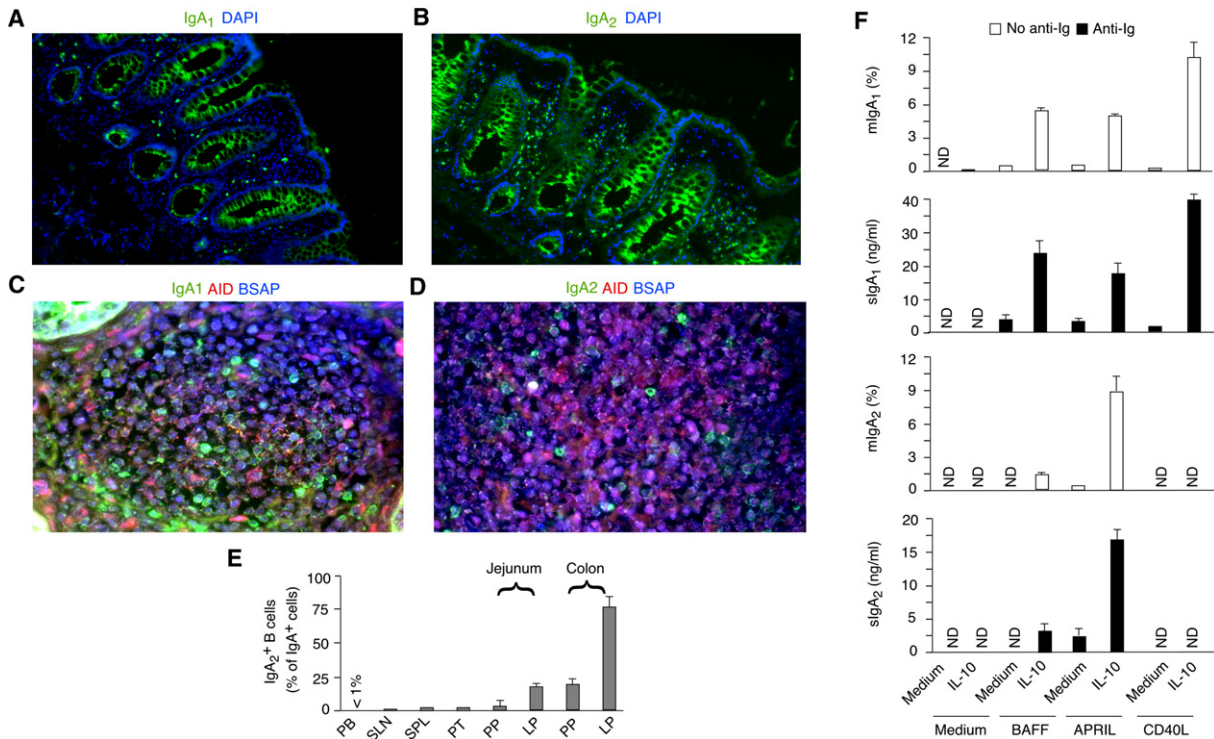 A
IgA1 DAPI
B
IgA2 DAPI
C
IgA1 AID BSAP
D
IgA2 AID BSAP
E
Jejunum Colon
IgA2+ B cells
(% of IgA+ cells)
100
75
50
25
0
< 1%
PB SLN SPL PT PP LP PP LP
F
No anti-Ig Anti-Ig
mIgA1 (%)
12
9
6
3
0
ND
sIgA1 (ng/ml)
40
30
20
10
0
ND ND
mIgA2 (%)
12
9
6
3
0
ND ND ND ND ND
sIgA2 (ng/ml)
20
15
10
5
0
ND ND ND ND ND
Medium IL-10 Medium IL-10 Medium IL-10 Medium IL-10
Medium BAFF APRIL CD40L